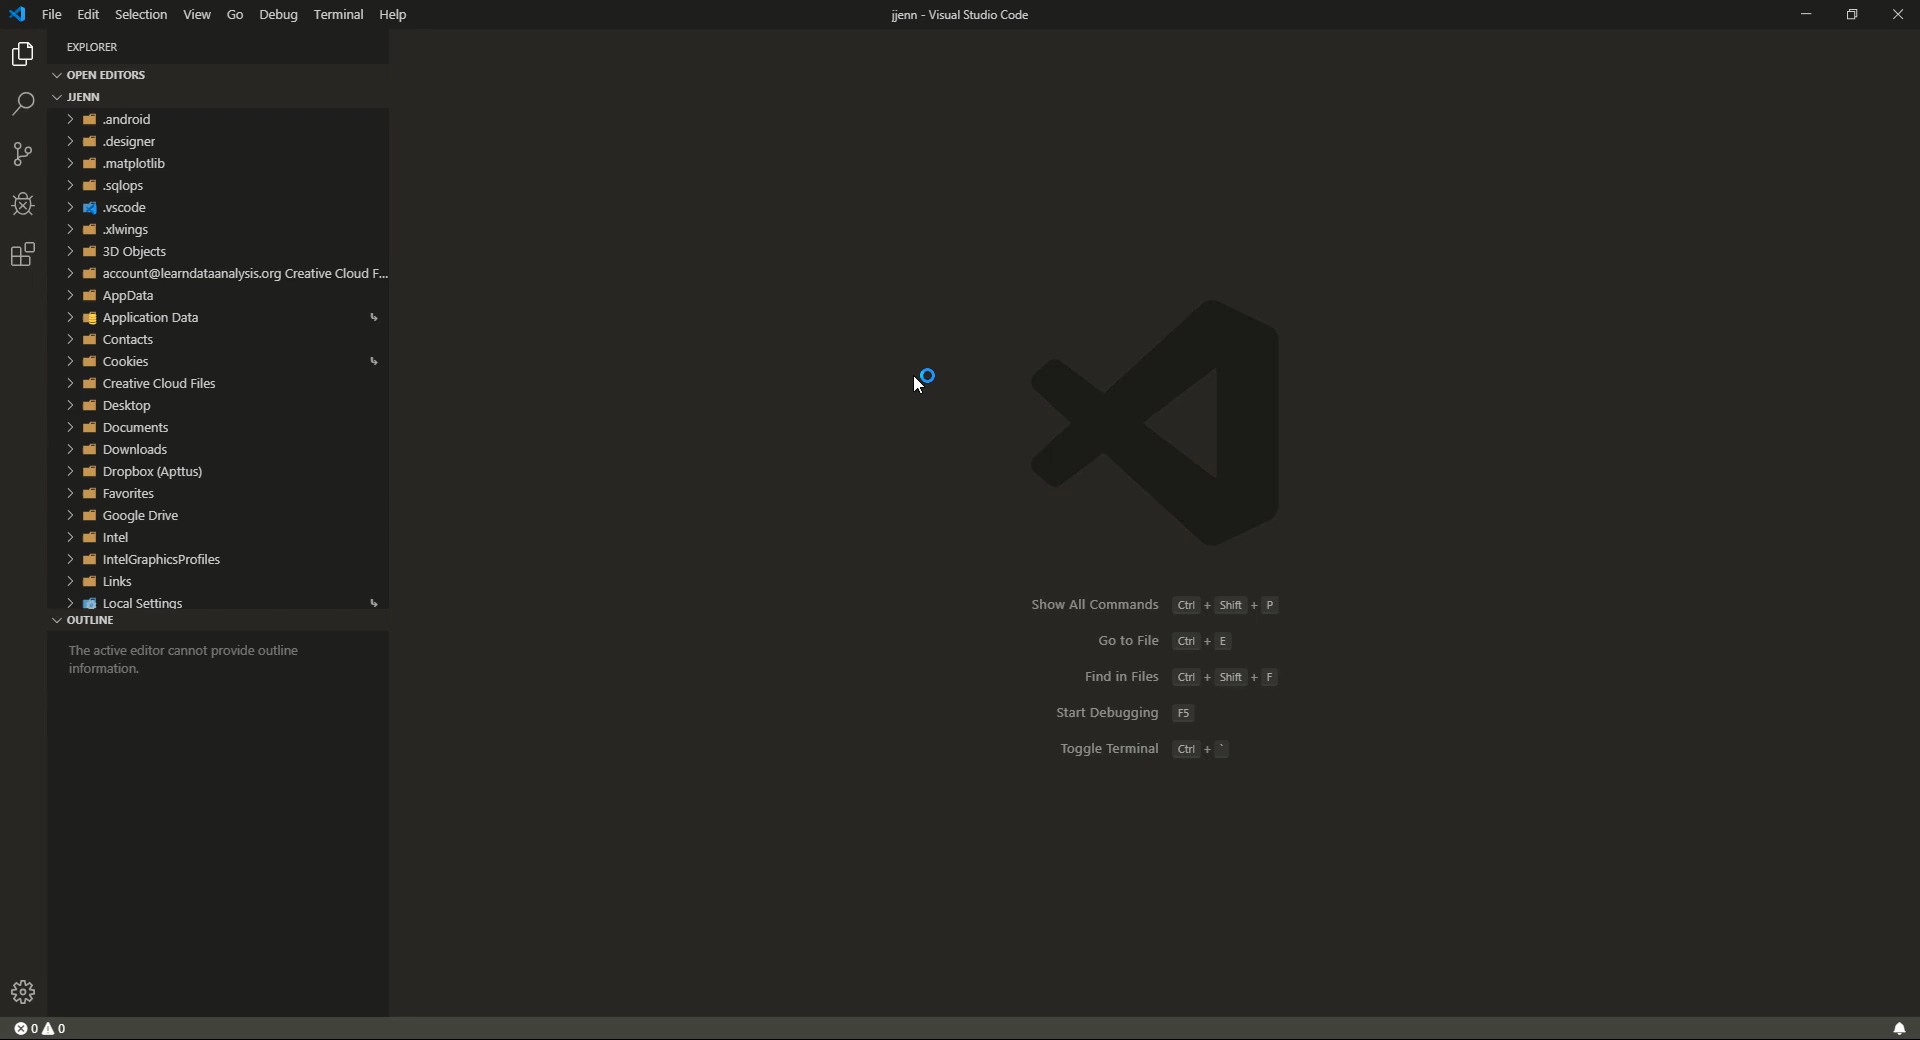 File Edit Selection View Go Debug Terminal Help
jjenn - Visual Studio Code
EXPLORER
OPEN EDITORS
JJENN
.android
.designer
.matplotlib
.sqlops
.vscode
.xlwings
3D Objects
account@learndataanalysis.org Creative Cloud F...
AppData
Application Data
Contacts
Cookies
Creative Cloud Files
Desktop
Documents
Downloads
Dropbox (Apttus)
Favorites
Google Drive
Intel
IntelGraphicsProfiles
Links
Local Settings
OUTLINE
The active editor cannot provide outline
information.
Show All Commands Ctrl + Shift + P
Go to File Ctrl + E
Find in Files Ctrl + Shift + F
Start Debugging F5
Toggle Terminal Ctrl + `
0 0